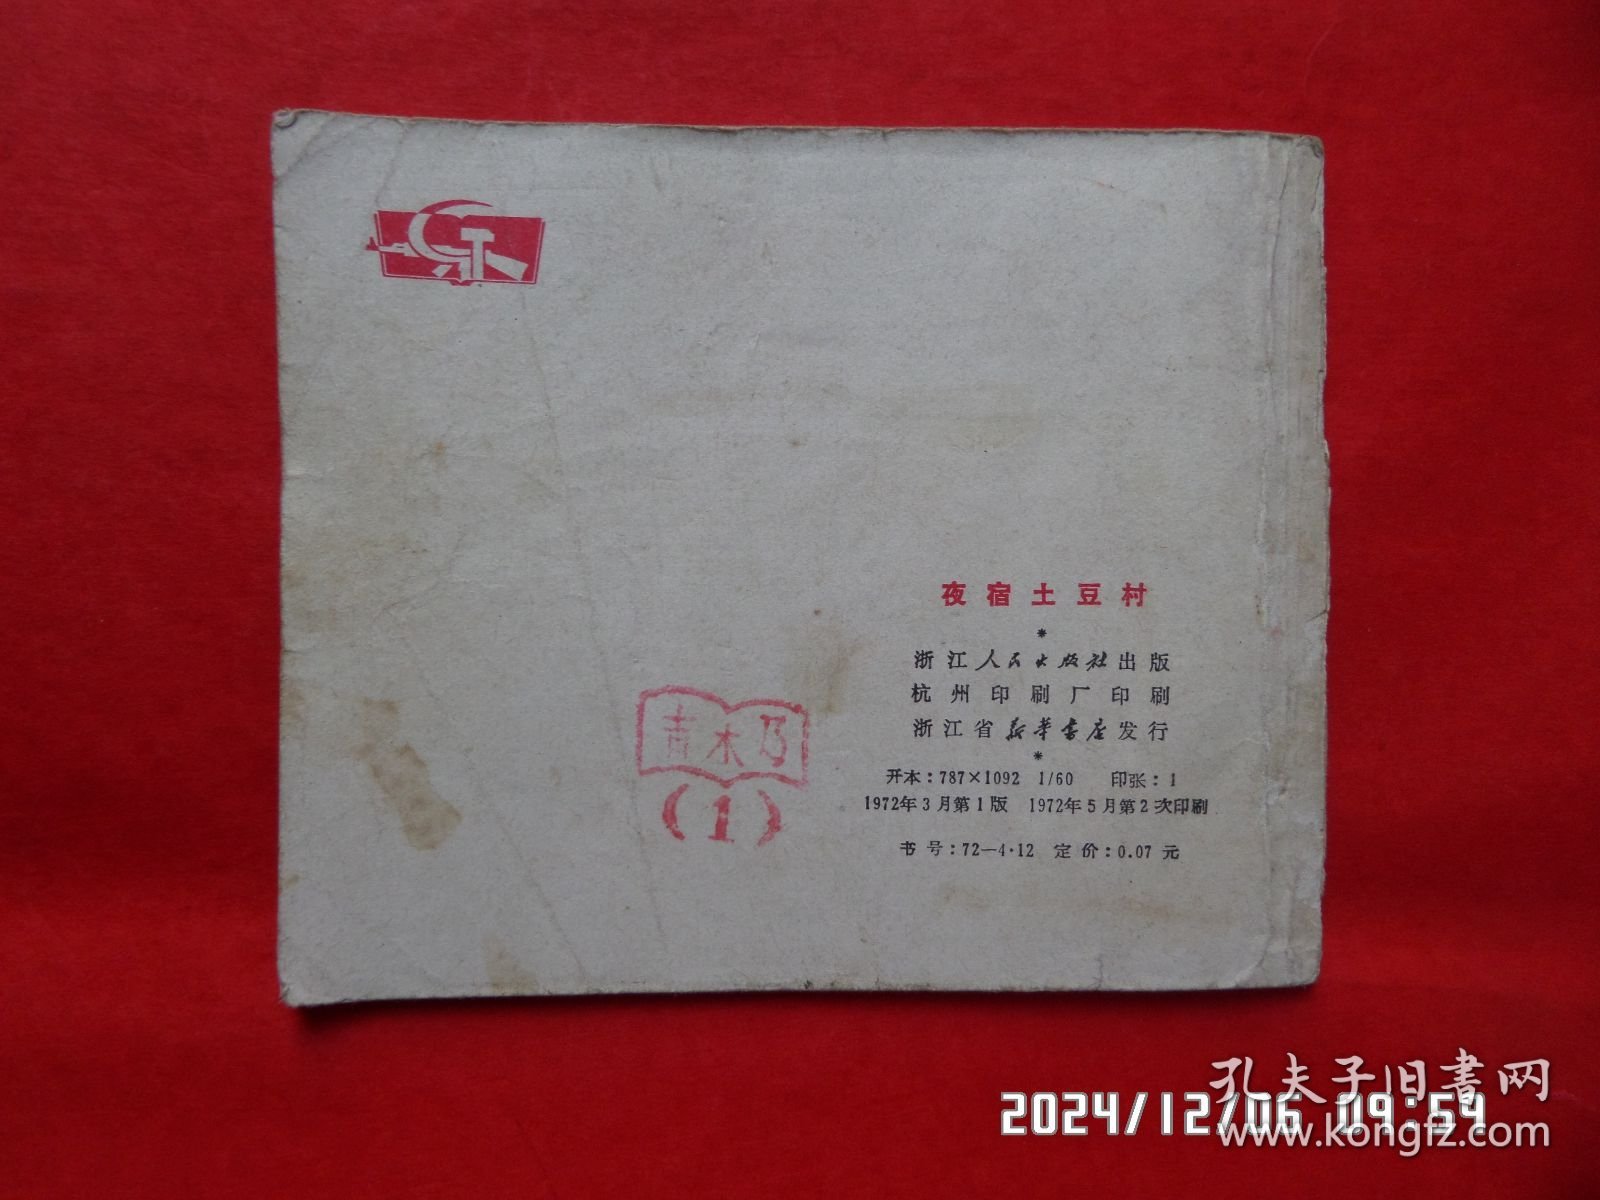 夜宿土豆村
*
浙江人民出版社出版
杭州印刷厂印刷
浙江省新华书店发行
*
开本：787×1092 1/60 印张：1
1972年3月第1版 1972年5月第2次印刷
书号：72—4·12 定价：0.07元
木乃
(1)
孔夫子旧書网
2024/12/06 09:54
www.kongfz.com